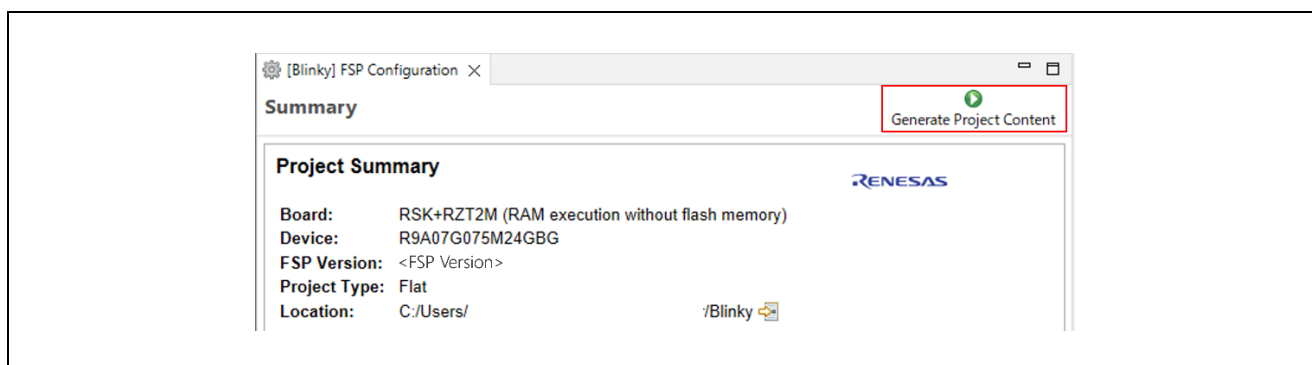 [Blinky] FSP Configuration
Summary
Generate Project Content
Project Summary
RENESAS
Board: RSK+RZT2M (RAM execution without flash memory)
Device: R9A07G075M24GBG
FSP Version: <FSP Version>
Project Type: Flat
Location: C:/Users/ /Blinky